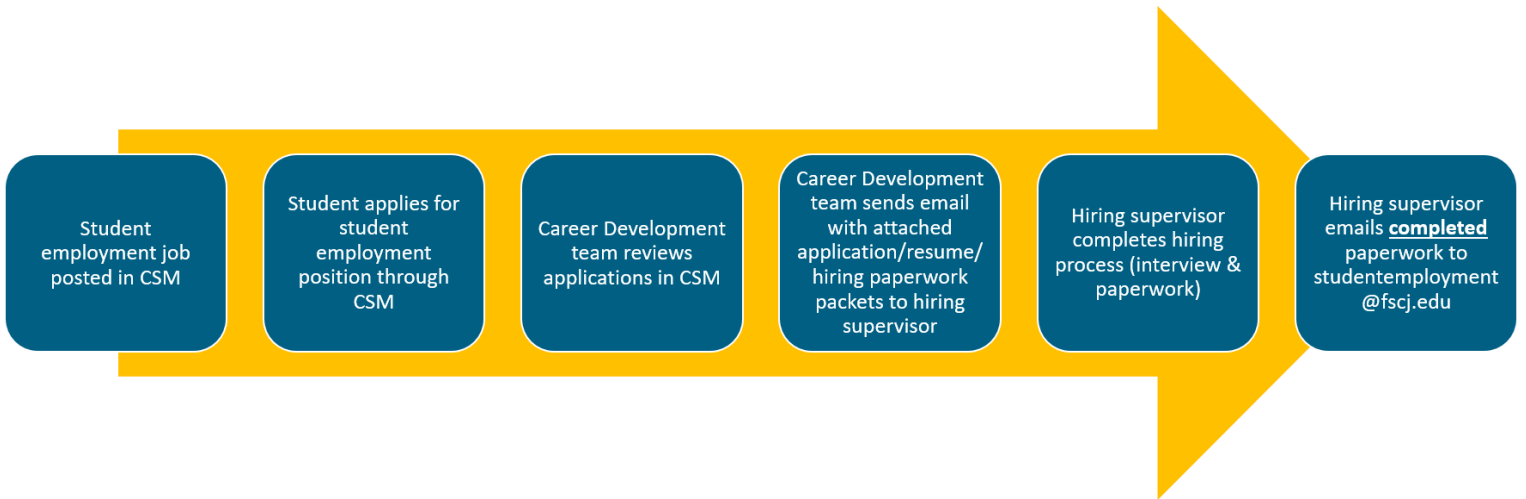 Student
employment job
posted in CSM
Student applies for
student
employment
position through
CSM
Career Development
team reviews
applications in CSM
Career Development
team sends email
with attached
application/resume/
hiring paperwork
packets to hiring
supervisor
Hiring supervisor
completes hiring
process (interview &
paperwork)
Hiring supervisor
emails completed
paperwork to
studentemployment
@fscj.edu